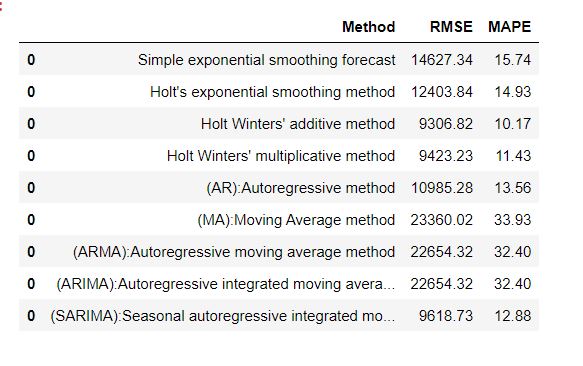 :
Method RMSE MAPE
0 Simple exponential smoothing forecast 14627.34 15.74
0 Holt's exponential smoothing method 12403.84 14.93
0 Holt Winters' additive method 9306.82 10.17
0 Holt Winters' multiplicative method 9423.23 11.43
0 (AR):Autoregressive method 10985.28 13.56
0 (MA):Moving Average method 23360.02 33.93
0 (ARMA):Autoregressive moving average method 22654.32 32.40
0 (ARIMA):Autoregressive integrated moving avera... 22654.32 32.40
0 (SARIMA):Seasonal autoregressive integrated mo... 9618.73 12.88